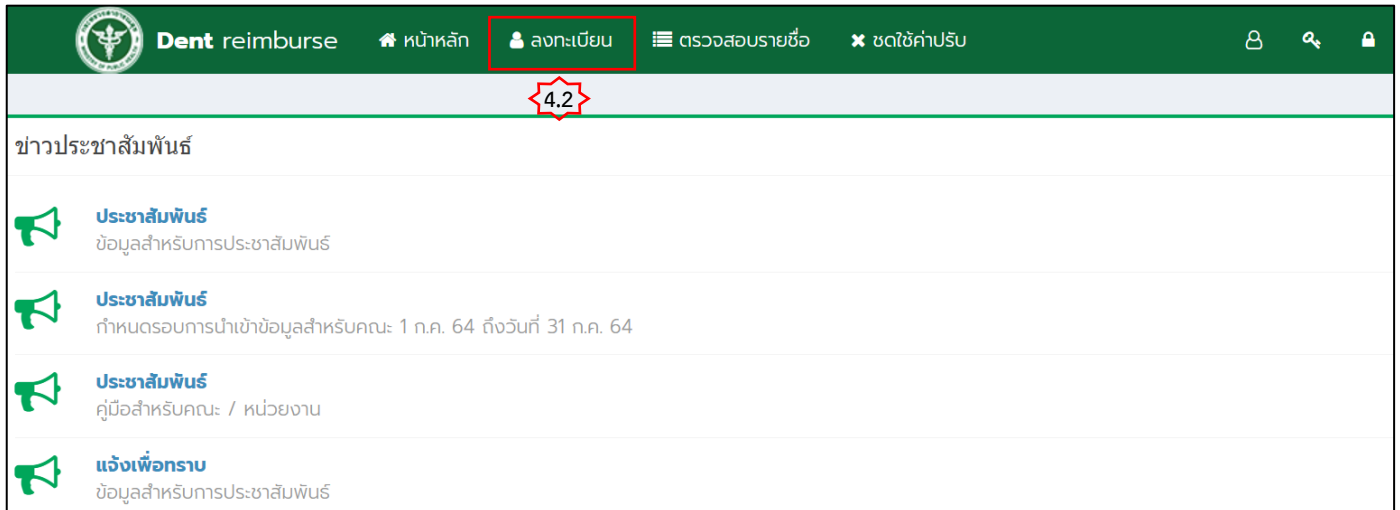 Dent reimburse หน้าหลัก ลงทะเบียน ตรวจสอบรายชื่อ ชดใช้ค่าปรับ
4.2
ข่าวประชาสัมพันธ์
ประชาสัมพันธ์
ข้อมูลสำหรับการประชาสัมพันธ์
ประชาสัมพันธ์
กำหนดรอบการนำเข้าข้อมูลสำหรับคณะ 1 ก.ค. 64 ถึงวันที่ 31 ก.ค. 64
ประชาสัมพันธ์
คู่มือสำหรับคณะ / หน่วยงาน
แจ้งเพื่อทราบ
ข้อมูลสำหรับการประชาสัมพันธ์